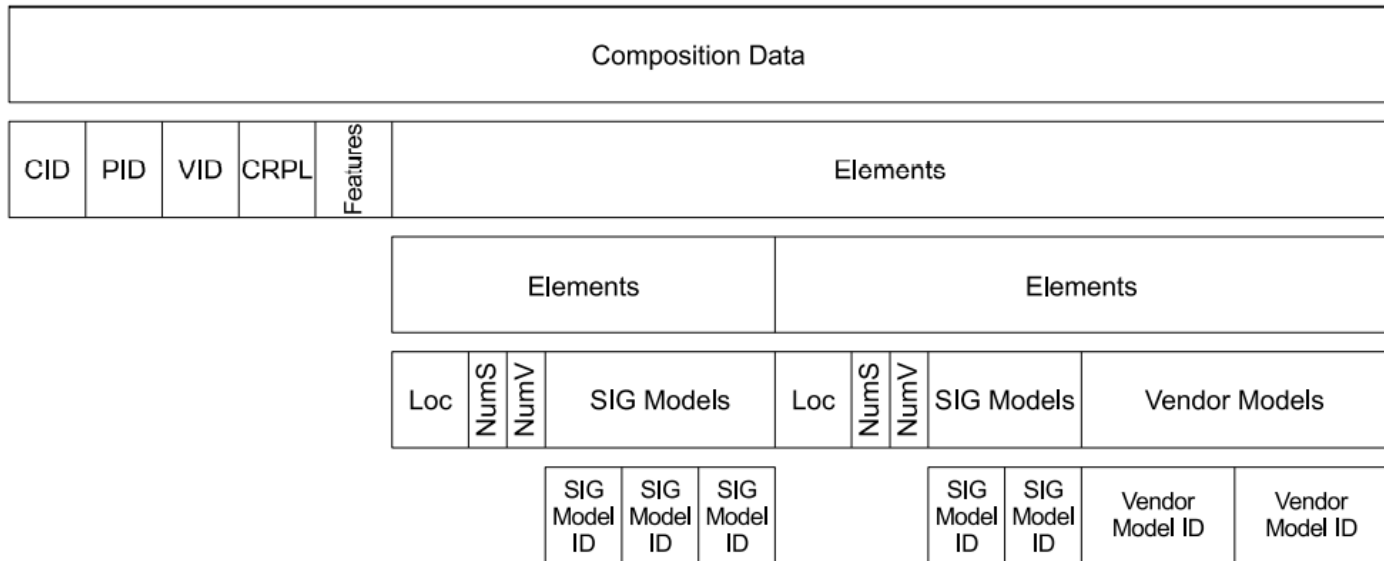 Composition Data
CID PID VID CRPL Features Elements
Elements Elements
Loc NumS NumV SIG Models Loc NumS NumV SIG Models Vendor Models
SIG SIG SIG SIG SIG Vendor Vendor
Model Model Model Model Model Model ID Model ID
ID ID ID ID ID